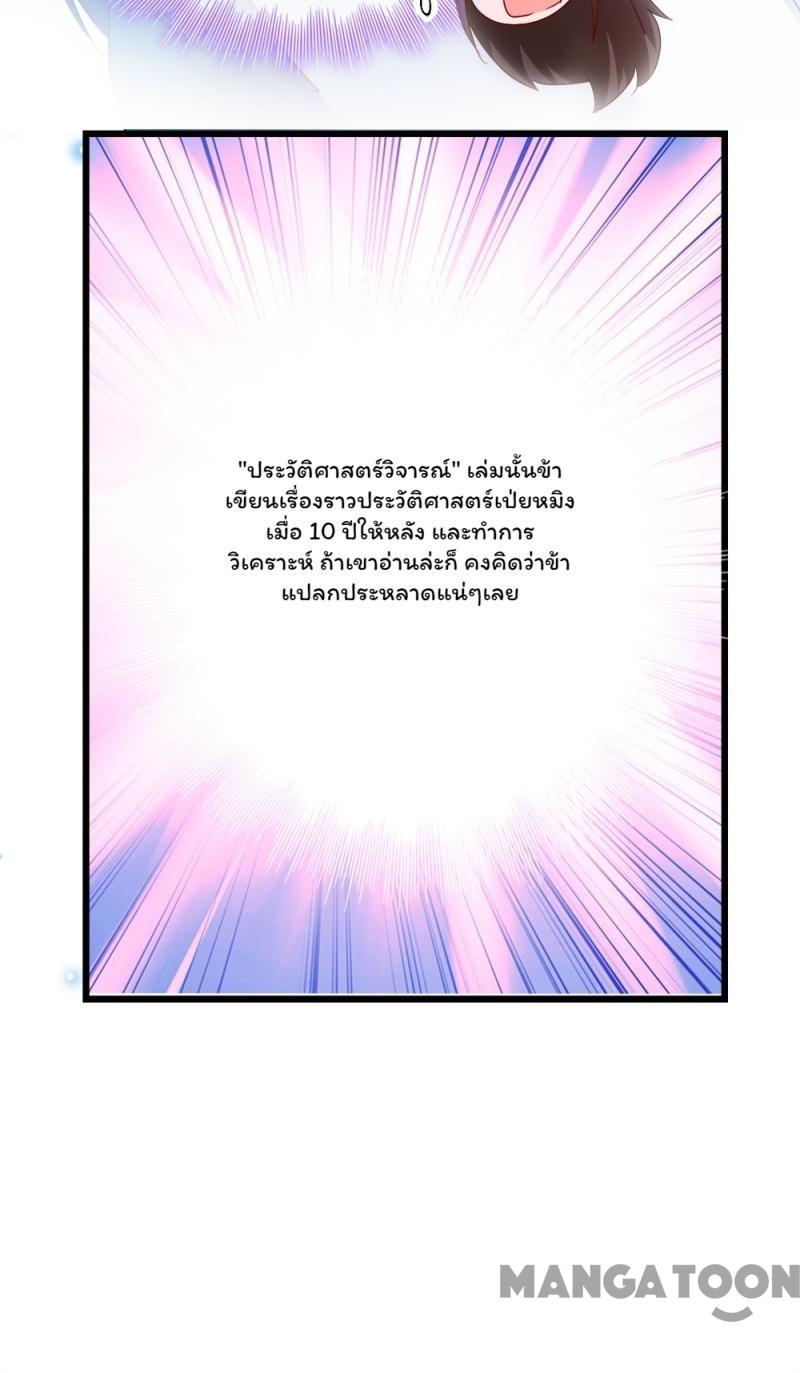 "ประวัติศาสตร์วิจารณ์" เล่มนั้นข้า
เขียนเรื่องราวประวัติศาสตร์เป่ยหมิง
เมื่อ 10 ปีให้หลัง และทำการ
วิเคราะห์ ถ้าเขาอ่านล่ะก็ คงคิดว่าข้า
แปลกประหลาดแน่ๆเลย
MANGATOON